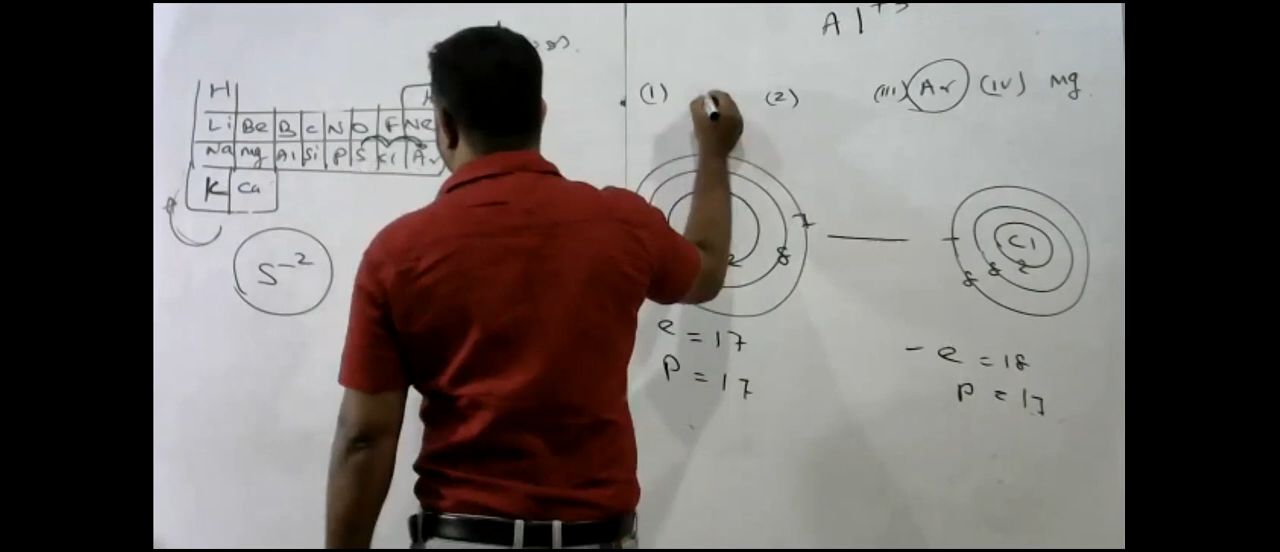 Al+3
(1) (2) (iii) Ar (iv) Mg
H
Li Be B C N O F Ne
Na Mg Al Si P S Cl Ar
K Ca
S-2
2 8 7
Cl
2 8 8
e = 17
P = 17
- e = 18
P = 17